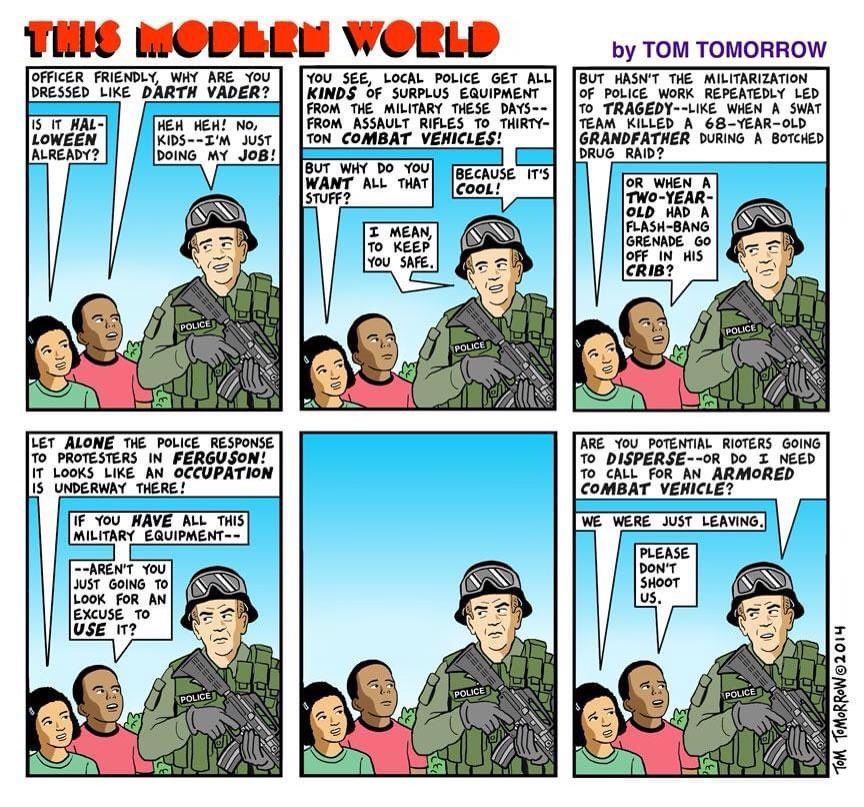 THIS MODERN WORLD
by TOM TOMORROW
OFFICER FRIENDLY, WHY ARE YOU
DRESSED LIKE DARTH VADER?
IS IT HAL-
LOWEEN
ALREADY?
HEH HEH! NO,
KIDS--I'M JUST
DOING MY JOB!
POLICE
YOU SEE, LOCAL POLICE GET ALL
KINDS OF SURPLUS EQUIPMENT
FROM THE MILITARY THESE DAYS--
FROM ASSAULT RIFLES TO THIRTY-
TON COMBAT VEHICLES!
BUT WHY DO YOU
WANT ALL THAT
STUFF?
BECAUSE IT'S
COOL!
I MEAN,
TO KEEP
YOU SAFE.
POLICE
BUT HASN'T THE MILITARIZATION
OF POLICE WORK REPEATEDLY LED
TO TRAGEDY--LIKE WHEN A SWAT
TEAM KILLED A 68-YEAR-OLD
GRANDFATHER DURING A BOTCHED
DRUG RAID?
OR WHEN A
TWO-YEAR-
OLD HAD A
FLASH-BANG
GRENADE GO
OFF IN HIS
CRIB?
POLICE
LET ALONE THE POLICE RESPONSE
TO PROTESTERS IN FERGUSON!
IT LOOKS LIKE AN OCCUPATION
IS UNDERWAY THERE!
IF YOU HAVE ALL THIS
MILITARY EQUIPMENT--
--AREN'T YOU
JUST GOING TO
LOOK FOR AN
EXCUSE TO
USE IT?
POLICE
POLICE
ARE YOU POTENTIAL RIOTERS GOING
TO DISPERSE--OR DO I NEED
TO CALL FOR AN ARMORED
COMBAT VEHICLE?
WE WERE JUST LEAVING.
PLEASE
DON'T
SHOOT
US.
POLICE
TOM TOMORROW © 2014